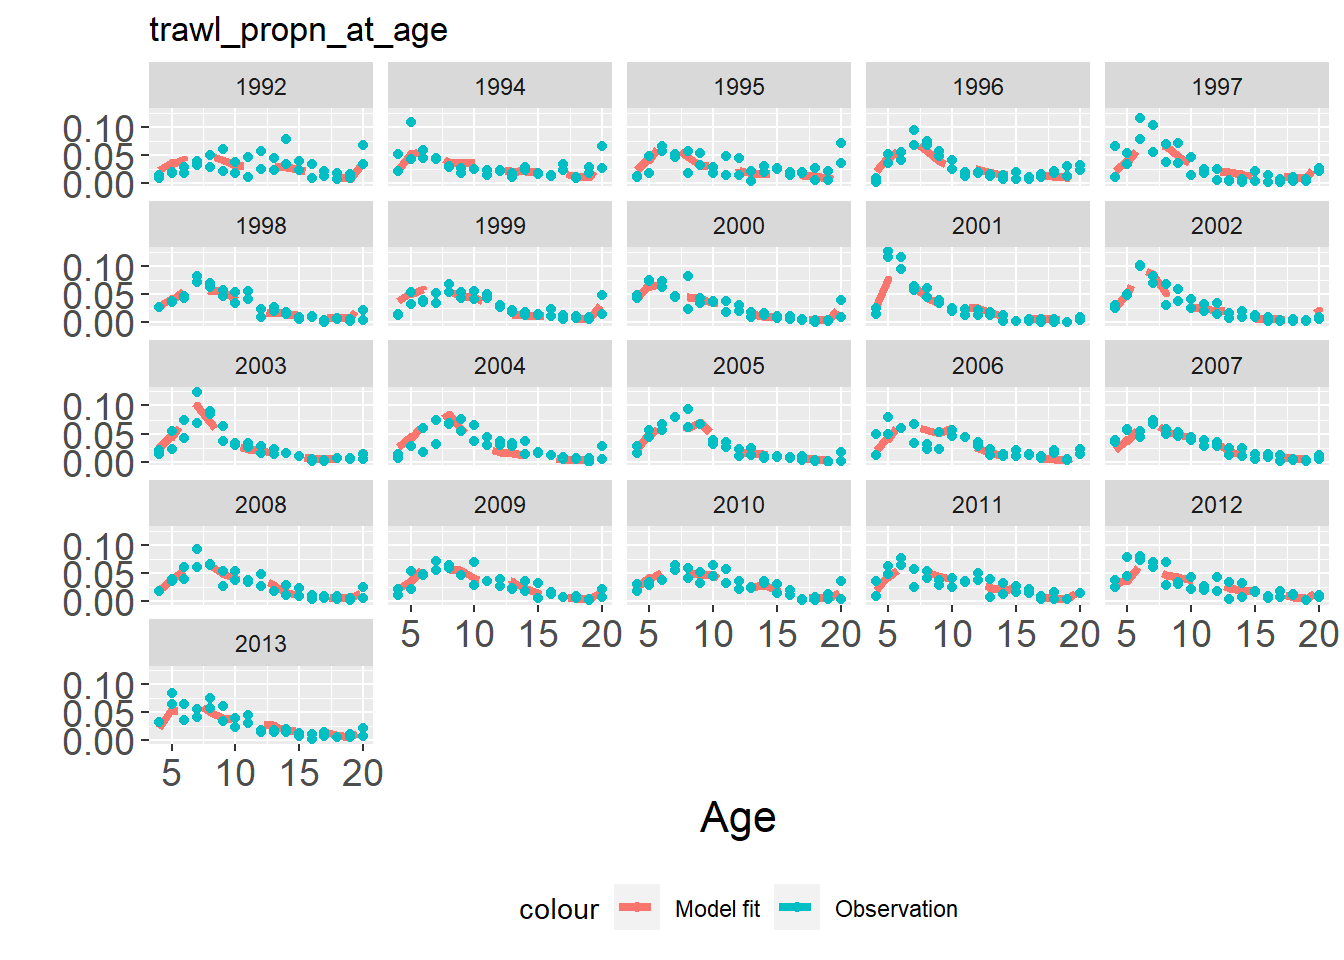 trawl_propn_at_age
1992 1994 1995 1996 1997
0.10
0.05
0.00
1998 1999 2000 2001 2002
0.10
0.05
0.00
2003 2004 2005 2006 2007
0.10
0.05
0.00
2008 2009 2010 2011 2012
0.10
0.05
0.00
5 10 15 20 5 10 15 20 5 10 15 20 5 10 15 20
2013
0.10
0.05
0.00
5 10 15 20
Age
colour Model fit Observation